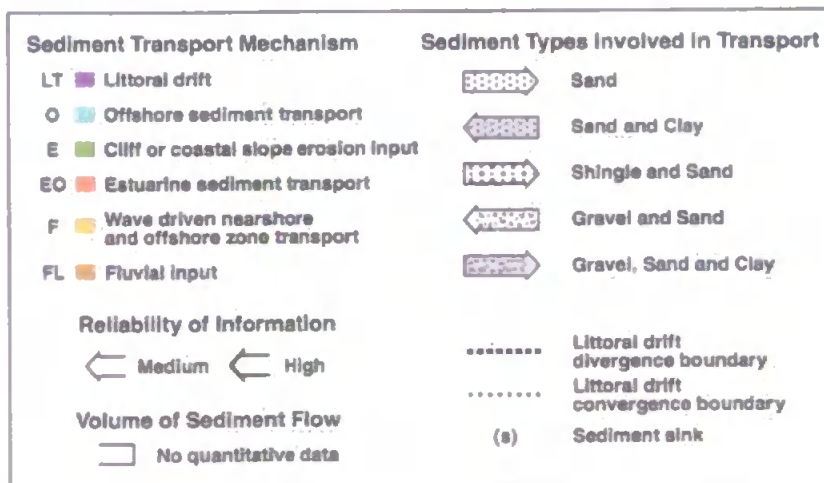 Sediment Transport Mechanism
LT Littoral drift
O Offshore sediment transport
E Cliff or coastal slope erosion input
EO Estuarine sediment transport
F Wave driven nearshore
and offshore zone transport
FL Fluvial input
Reliability of Information
Medium High
Volume of Sediment Flow
No quantitative data
Sediment Types Involved in Transport
Sand
Sand and Clay
Shingle and Sand
Gravel and Sand
Gravel, Sand and Clay
Littoral drift
divergence boundary
Littoral drift
convergence boundary
(s) Sediment sink